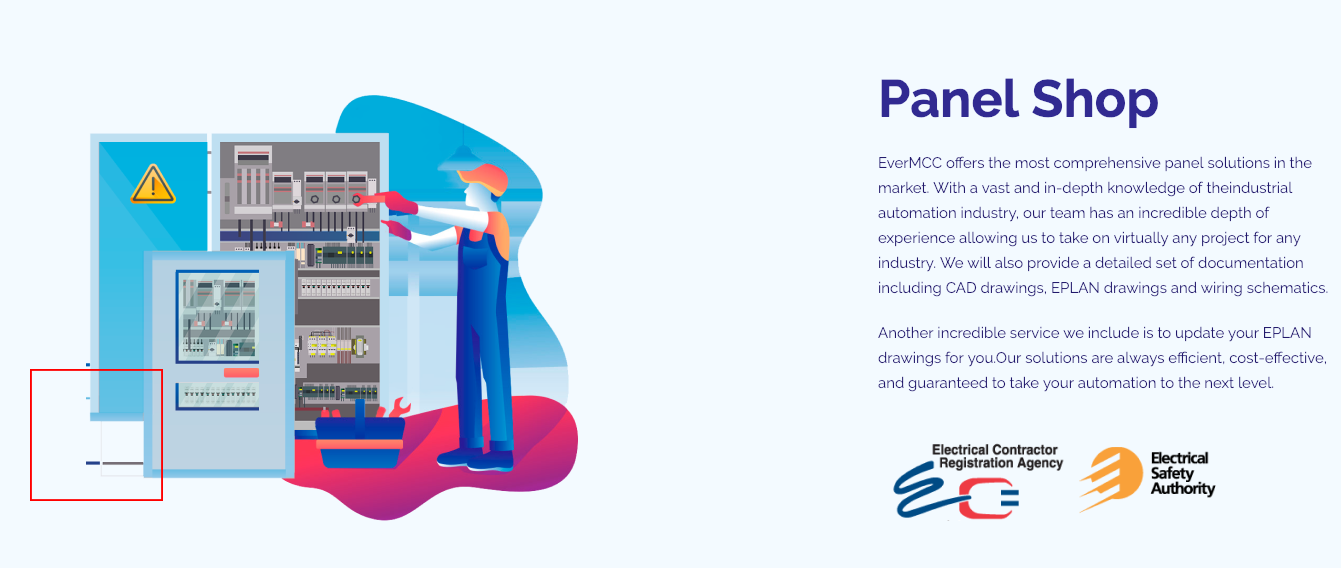 Panel Shop
EverMCC offers the most comprehensive panel solutions in the
market. With a vast and in-depth knowledge of theindustrial
automation industry, our team has an incredible depth of
experience allowing us to take on virtually any project for any
industry. We will also provide a detailed set of documentation
including CAD drawings, EPLAN drawings and wiring schematics.
Another incredible service we include is to update your EPLAN
drawings for you.Our solutions are always efficient, cost-effective,
and guaranteed to take your automation to the next level.
Electrical Contractor
Registration Agency
Electrical
Safety
Authority